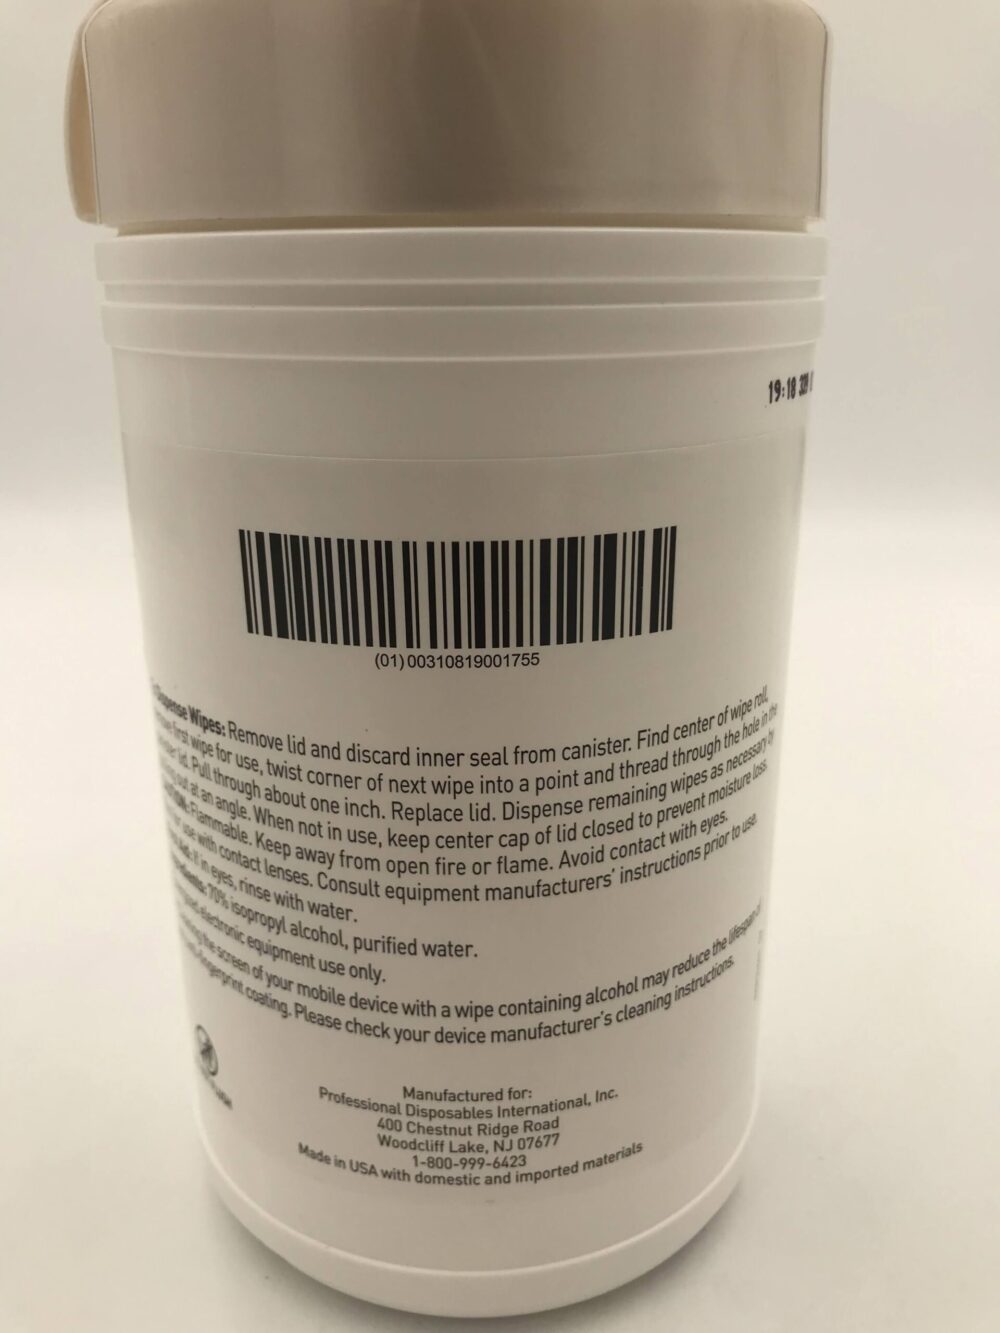 19:18
(01) 00310819001755
Dispense Wipes: Remove lid and discard inner seal from canister. Find center of wipe roll,
first wipe for use, twist corner of next wipe into a point and thread through the hole in the
lid. Pull through about one inch. Replace lid. Dispense remaining wipes as necessary by
out at an angle. When not in use, keep center cap of lid closed to prevent moisture loss.
Flammable. Keep away from open fire or flame. Avoid contact with eyes.
use with contact lenses. Consult equipment manufacturers' instructions prior to use.
If in eyes, rinse with water.
70% isopropyl alcohol, purified water.
electronic equipment use only.
the screen of your mobile device with a wipe containing alcohol may reduce the lifespan of
fingerprint coating. Please check your device manufacturer's cleaning instructions.
Manufactured for:
Professional Disposables International, Inc.
400 Chestnut Ridge Road
Woodcliff Lake, NJ 07677
1-800-999-6423
Made in USA with domestic and imported materials